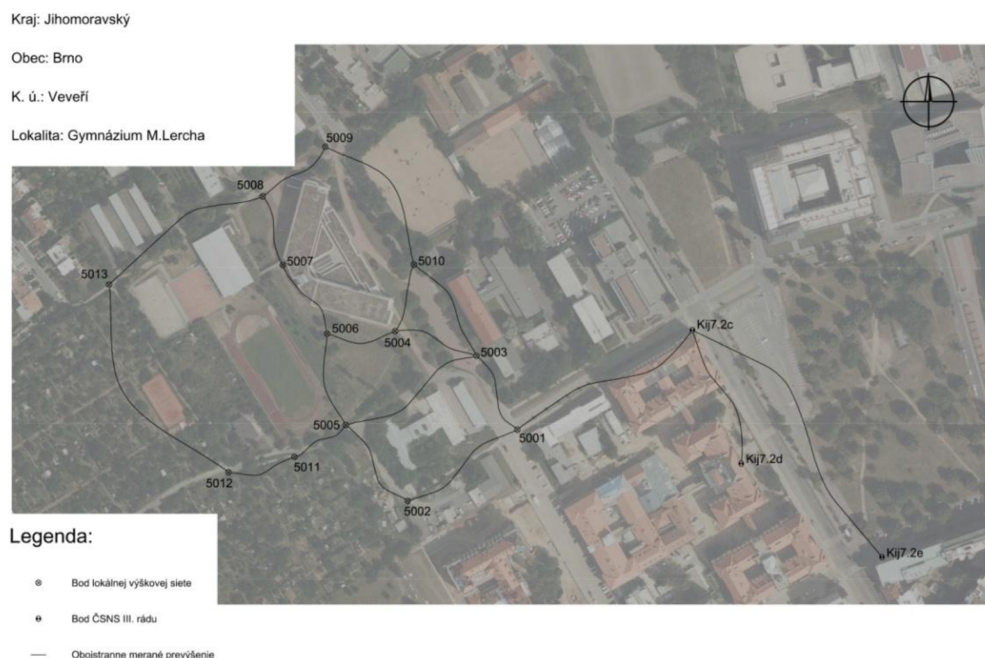 Kraj: Jihomoravský
Obec: Brno
K. ú.: Veveří
Lokalita: Gymnázium M.Lercha
5009
5008
5007
5010
5013
5006
5004
5003
Kij7.2c
5005
5001
5011
5012
Kij7.2d
5002
Kij7.2e
Legenda:
Bod lokálnej výškovej siete
Bod ČSNS III. rádu
Obojstranne merané prevýšenie